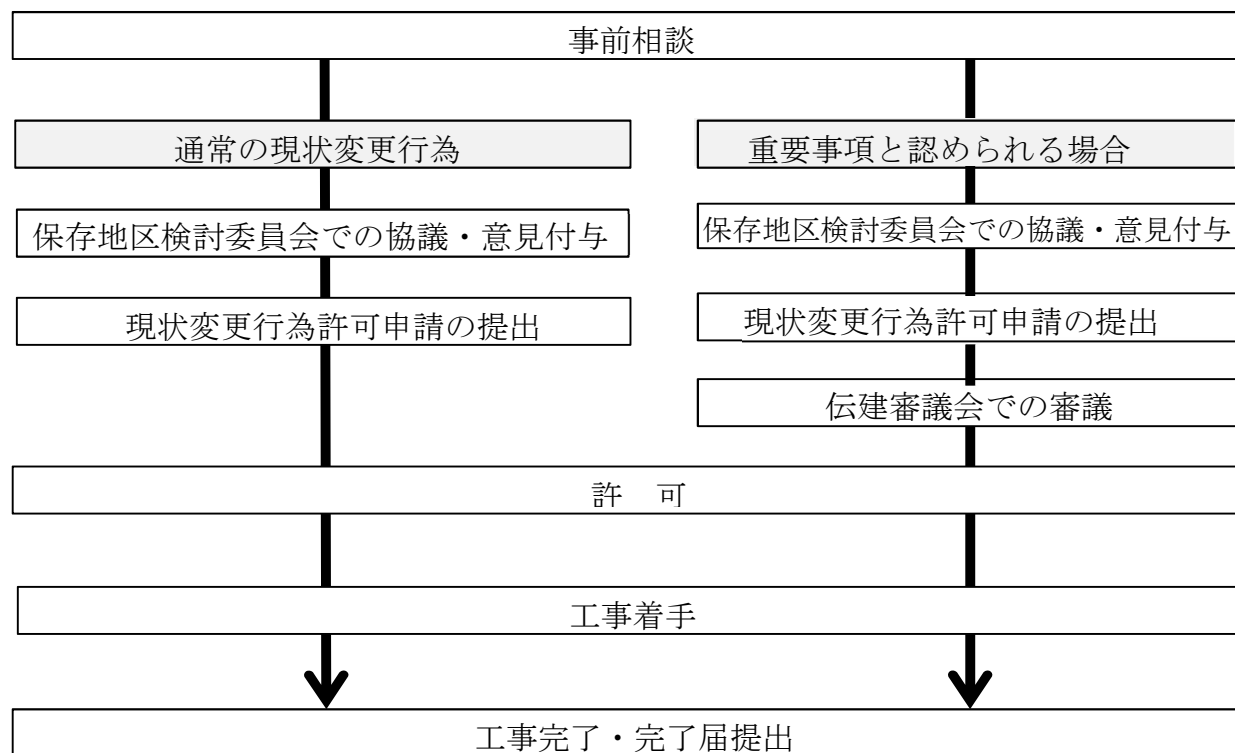 事前相談
通常の現状変更行為
重要事項と認められる場合
保存地区検討委員会での協議・意見付与
保存地区検討委員会での協議・意見付与
現状変更行為許可申請の提出
現状変更行為許可申請の提出
伝建審議会での審議
許　可
工事着手
工事完了・完了届提出